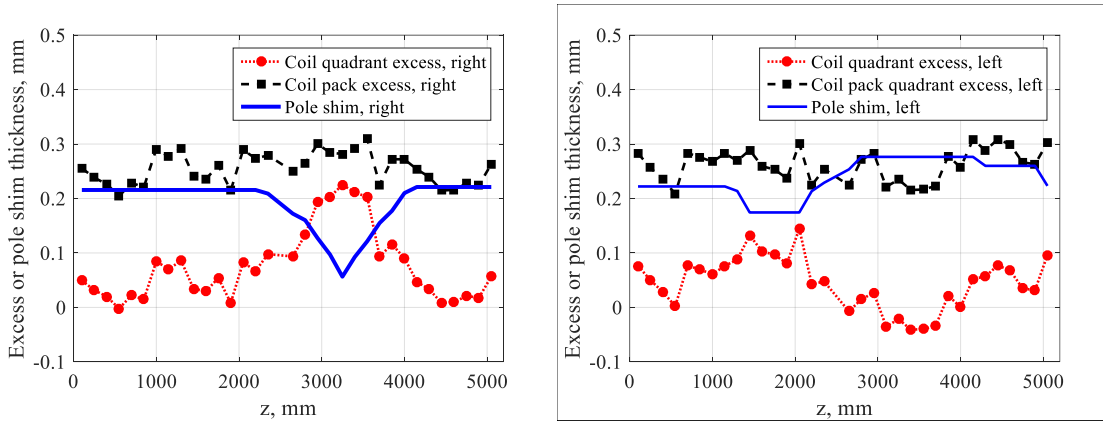 Excess or pole shim thickness, mm
0.5
0.4
0.3
0.2
0.1
0
-0.1
Coil quadrant excess, right
Coil pack excess, right
Pole shim, right
0 1000 2000 3000 4000 5000
z, mm
Excess or pole shim thickness, mm
0.5
0.4
0.3
0.2
0.1
0
-0.1
Coil quadrant excess, left
Coil pack quadrant excess, left
Pole shim, left
0 1000 2000 3000 4000 5000
z, mm